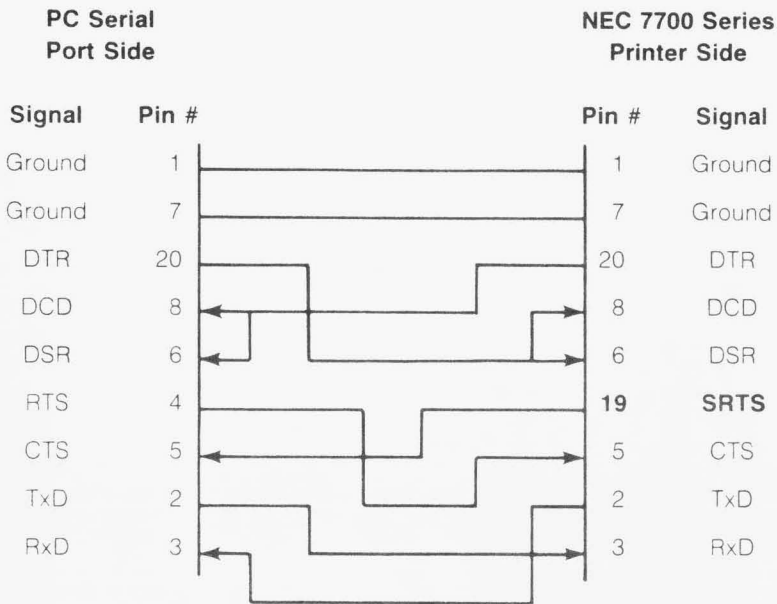 PC Serial Port Side
NEC 7700 Series Printer Side
Signal Pin # Pin # Signal
Ground 1 1 Ground
Ground 7 7 Ground
DTR 20 20 DTR
DCD 8 8 DCD
DSR 6 6 DSR
RTS 4 19 SRTS
CTS 5 5 CTS
TxD 2 2 TxD
RxD 3 3 RxD